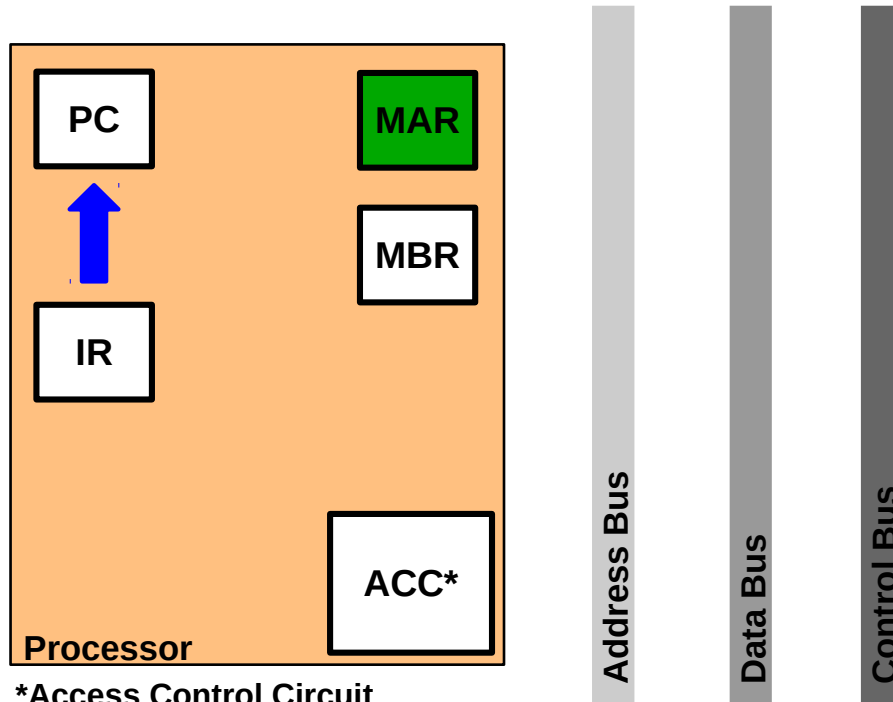 PC
MAR
MBR
IR
ACC*
Processor
*Access Control Circuit
Address Bus
Data Bus
Control Bus